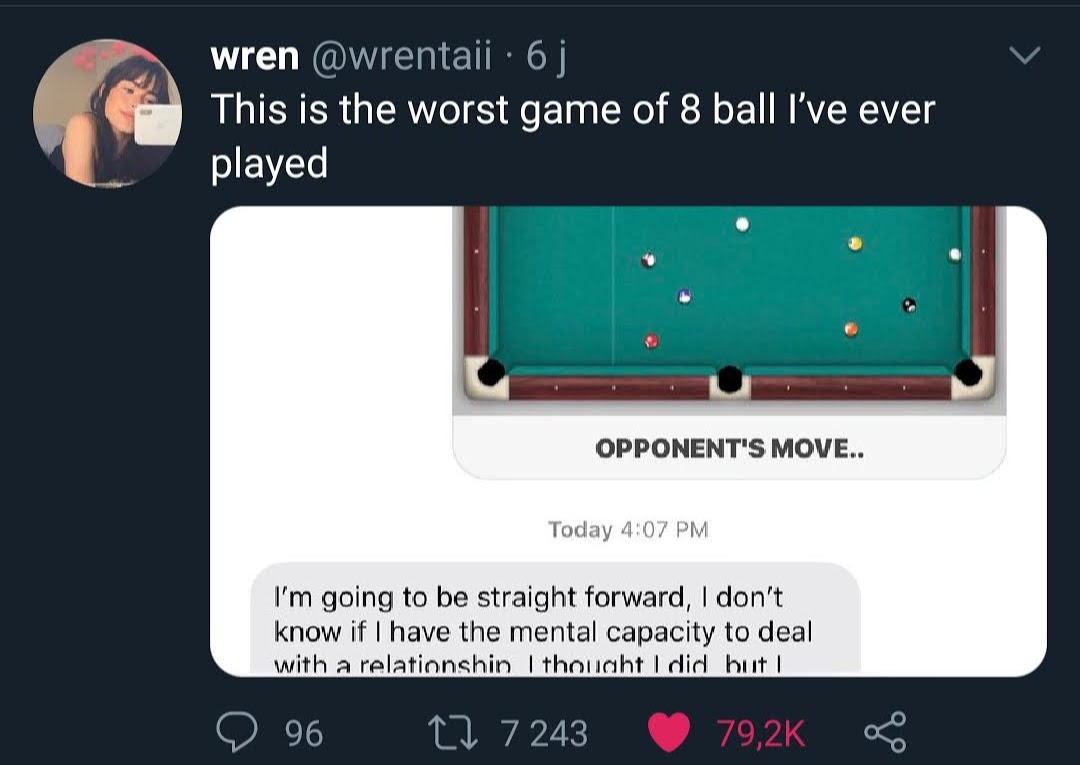 wren @wrentaii · 6 j
This is the worst game of 8 ball I’ve ever
played
OPPONENT'S MOVE..
Today 4:07 PM
I’m going to be straight forward, I don’t
know if I have the mental capacity to deal
with a relationship. I thought I did, but I
96 7 243 79,2K